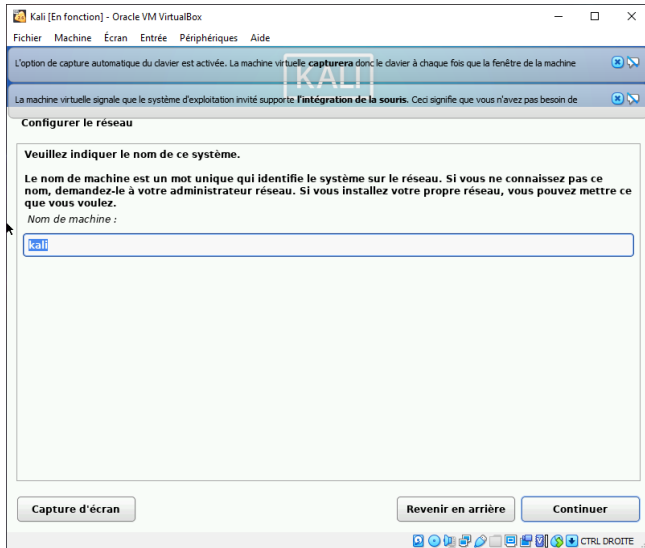 Kali [En fonction] - Oracle VM VirtualBox
Fichier Machine Écran Entrée Périphériques Aide
L'option de capture automatique du clavier est activée. La machine virtuelle capturera donc le clavier à chaque fois que la fenêtre de la machine
KALI
La machine virtuelle signale que le système d'exploitation invité supporte l'intégration de la souris. Ceci signifie que vous n'avez pas besoin de
Configurer le réseau
Veuillez indiquer le nom de ce système.
Le nom de machine est un mot unique qui identifie le système sur le réseau. Si vous ne connaissez pas ce
nom, demandez-le à votre administrateur réseau. Si vous installez votre propre réseau, vous pouvez mettre ce
que vous voulez.
Nom de machine :
kali
Capture d'écran Revenir en arrière Continuer
CTRL DROITE